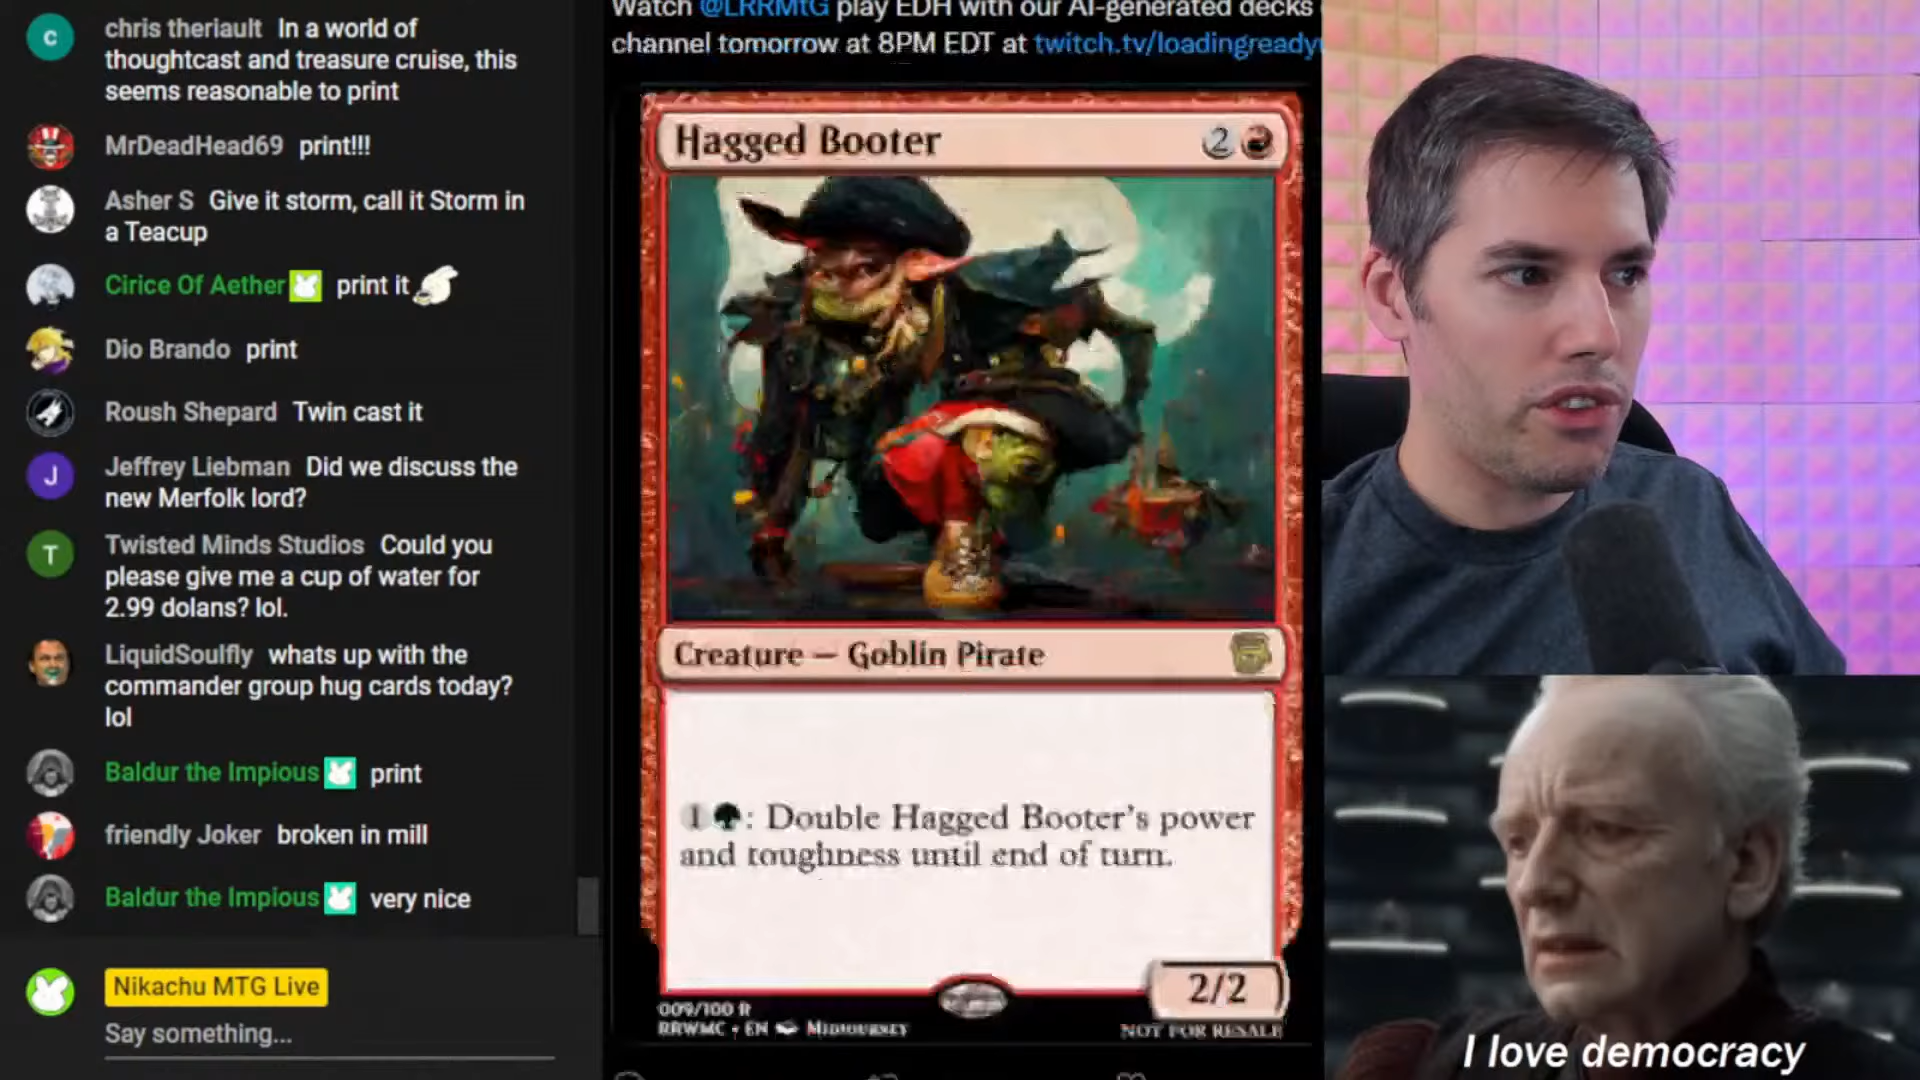 chris theriault In a world of
thoughtcast and treasure cruise, this
seems reasonable to print
MrDeadHead69 print!!!
Asher S Give it storm, call it Storm in
a Teacup
Cirice Of Aether print it
Dio Brando print
Roush Shepard Twin cast it
Jeffrey Liebman Did we discuss the
new Merfolk lord?
Twisted Minds Studios Could you
please give me a cup of water for
2.99 dolans? lol.
LiquidSoulfly whats up with the
commander group hug cards today?
lol
Baldur the Impious print
friendly Joker broken in mill
Baldur the Impious very nice
Nikachu MTG Live
Say something...
Watch @LRRMtG play EDH with our AI-generated decks
channel tomorrow at 8PM EDT at twitch.tv/loadingready
Hagged Booter 2
Creature — Goblin Pirate
1 : Double Hagged Booter's power
and toughness until end of turn.
2/2
009/100 R
RRWMC • EN Midjourney
NOT FOR RESALE
I love democracy
C
J
T